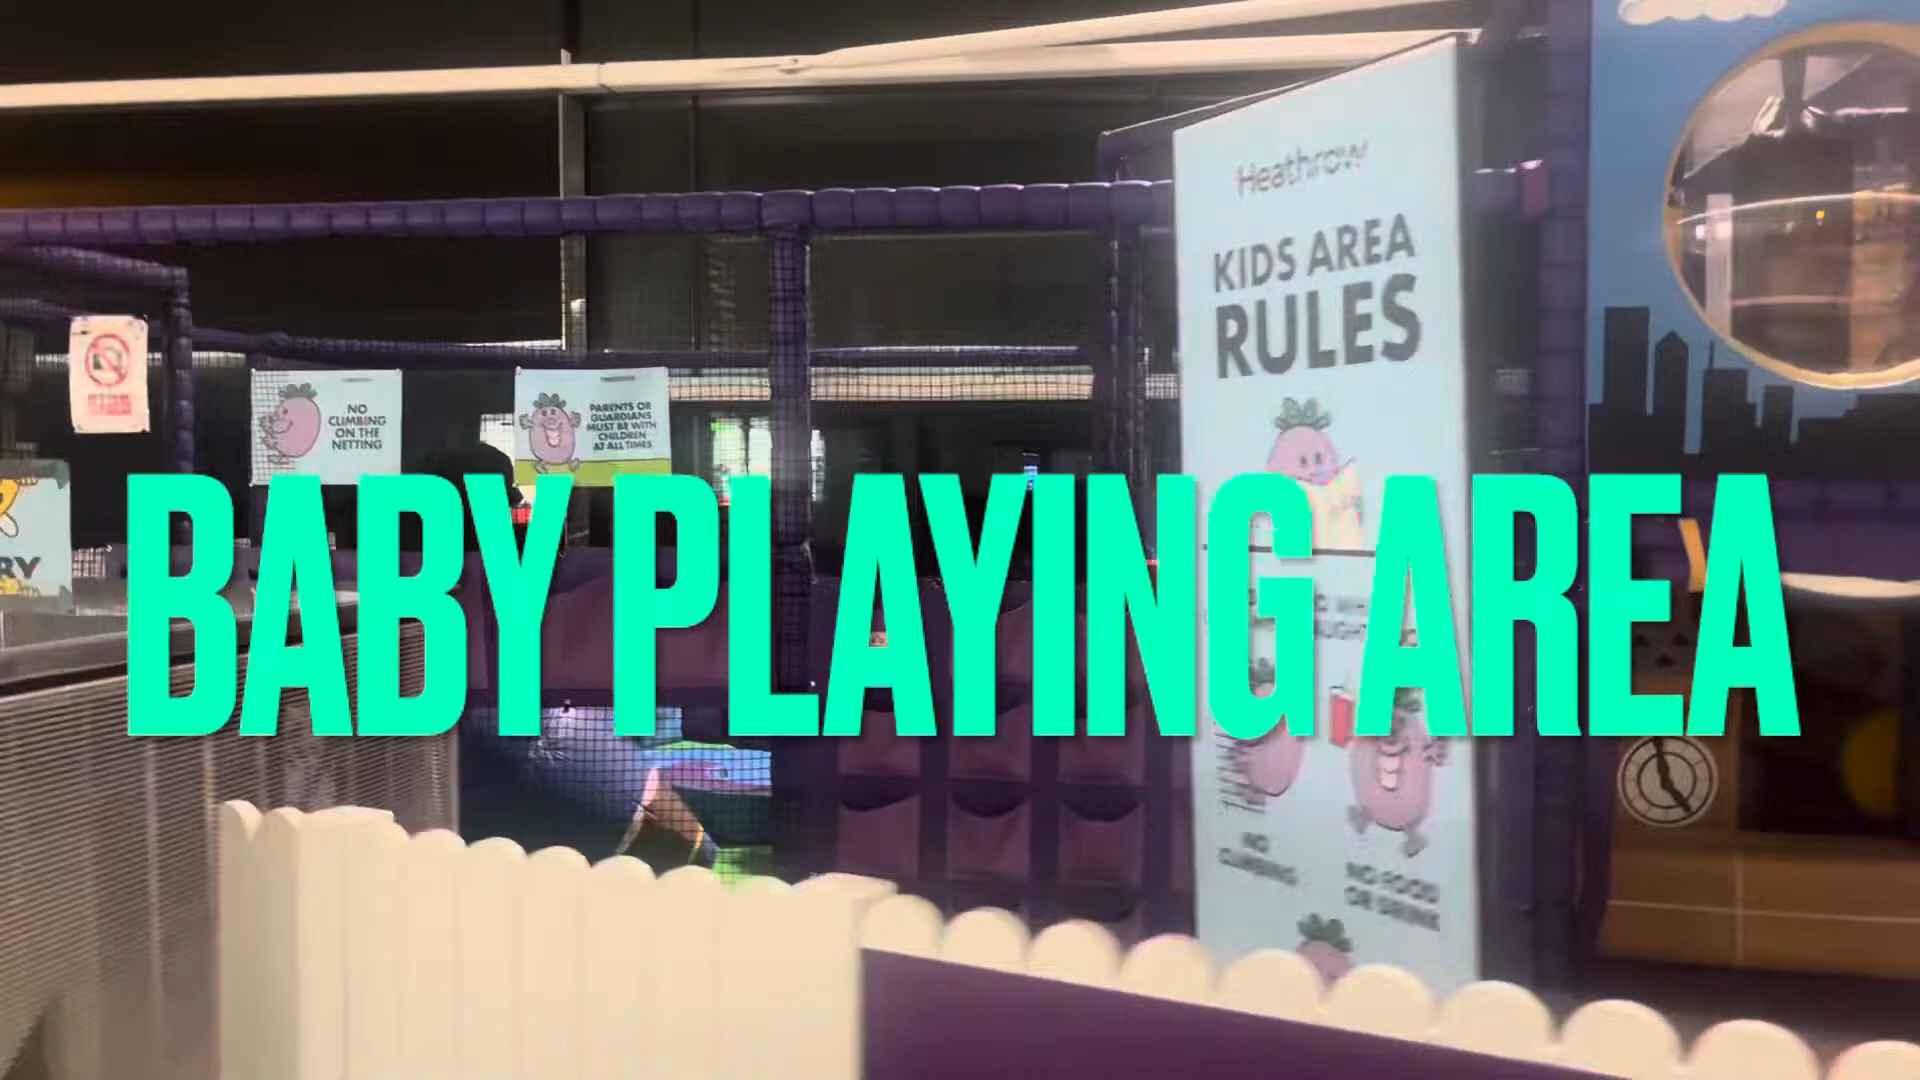 Heathrow
KIDS AREA
RULES
NO
CLIMBING
ON THE
NETTING
PARENTS OR
GUARDIANS
MUST BE WITH
CHILDREN
AT ALL TIMES
BABY PLAYING AREA
RY
NO
CLIMBING
NO FOOD
OR DRINK